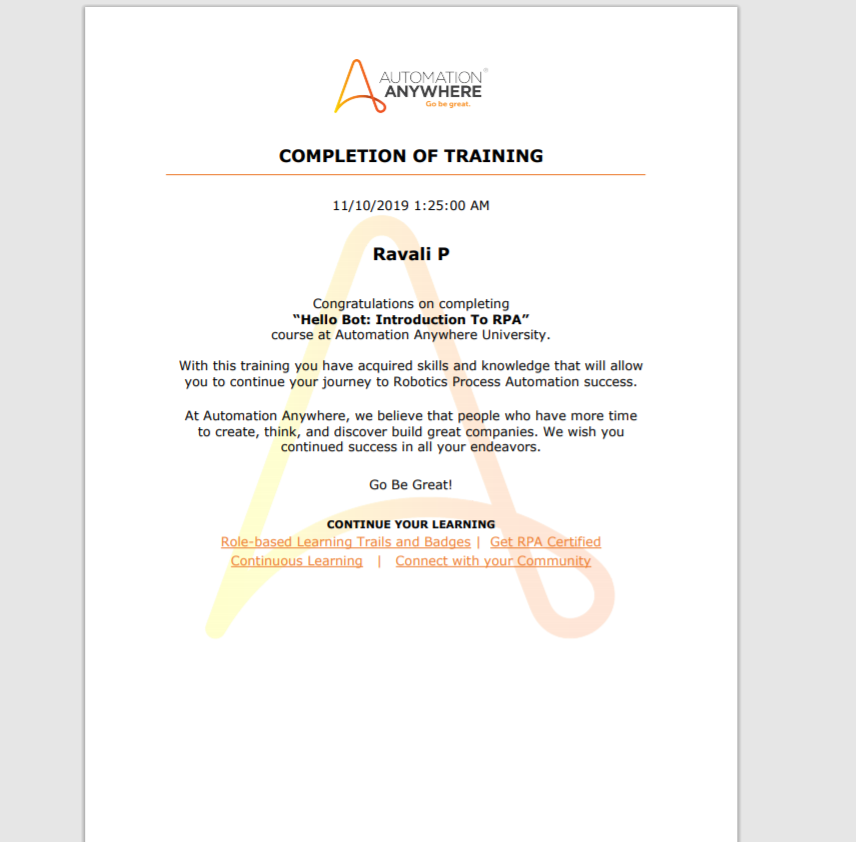 AUTOMATION
ANYWHERE
Go be great.
COMPLETION OF TRAINING
11/10/2019 1:25:00 AM
Ravali P
Congratulations on completing
“Hello Bot: Introduction To RPA”
course at Automation Anywhere University.
With this training you have acquired skills and knowledge that will allow
you to continue your journey to Robotics Process Automation success.
At Automation Anywhere, we believe that people who have more time
to create, think, and discover build great companies. We wish you
continued success in all your endeavors.
Go Be Great!
CONTINUE YOUR LEARNING
Role-based Learning Trails and Badges | Get RPA Certified
Continuous Learning | Connect with your Community